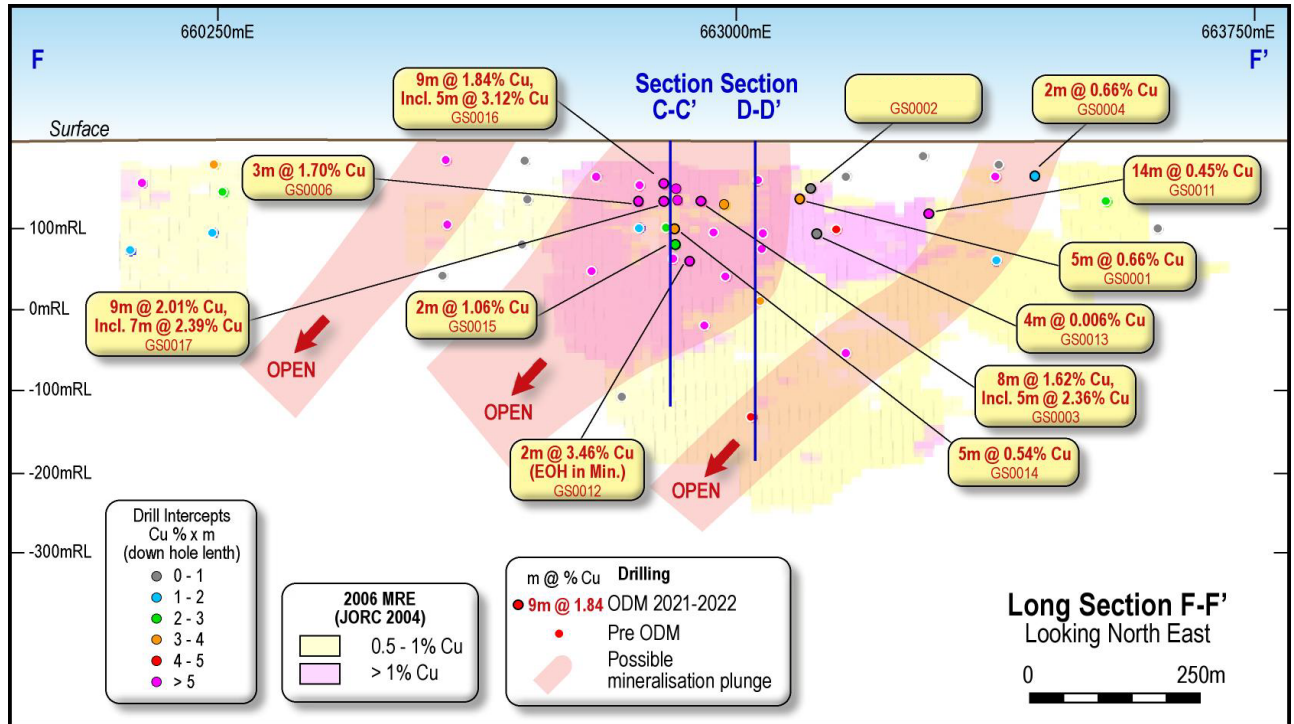 660250mE
663000mE
663750mE
F
F'
Section
C-C'
Section
D-D'
Surface
9m @ 1.84% Cu,
Incl. 5m @ 3.12% Cu
GS0016
GS0002
2m @ 0.66% Cu
GS0004
3m @ 1.70% Cu
GS0006
14m @ 0.45% Cu
GS0011
5m @ 0.66% Cu
GS0001
9m @ 2.01% Cu,
Incl. 7m @ 2.39% Cu
GS0017
2m @ 1.06% Cu
GS0015
4m @ 0.006% Cu
GS0013
8m @ 1.62% Cu,
Incl. 5m @ 2.36% Cu
GS0003
2m @ 3.46% Cu
(EOH in Min.)
GS0012
5m @ 0.54% Cu
GS0014
100mRL
0mRL
-100mRL
-200mRL
-300mRL
OPEN
OPEN
OPEN
Drill Intercepts
Cu % x m
(down hole lenth)
0 - 1
1 - 2
2 - 3
3 - 4
4 - 5
> 5
2006 MRE
(JORC 2004)
0.5 - 1% Cu
> 1% Cu
m @ % Cu Drilling
9m @ 1.84 ODM 2021-2022
Pre ODM
Possible
mineralisation plunge
Long Section F-F'
Looking North East
0 250m